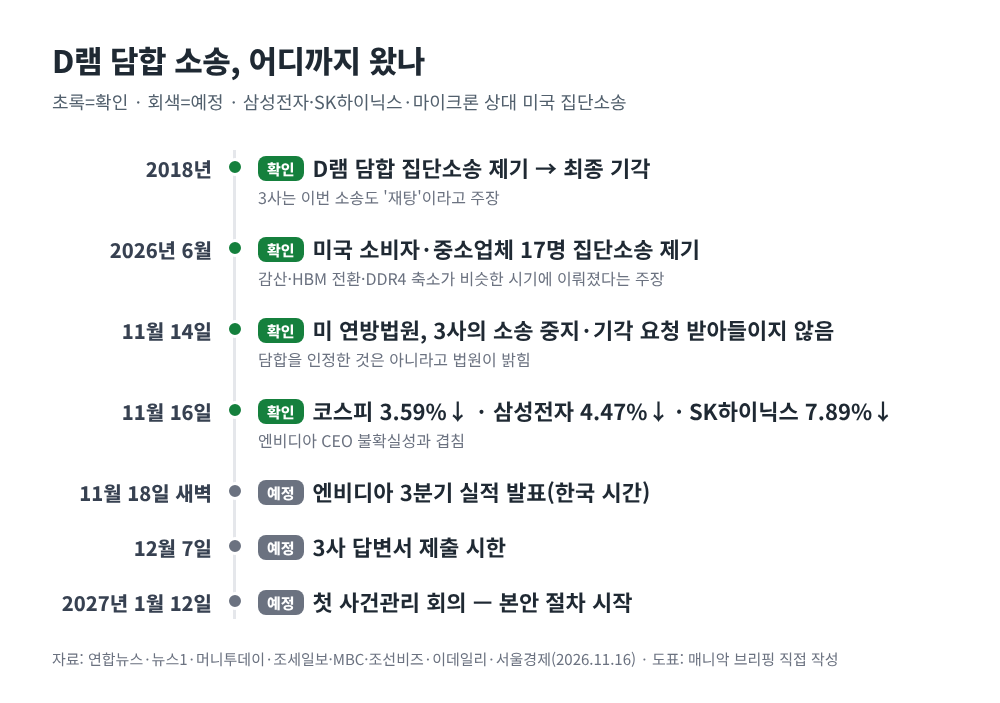 D램 담합 소송, 어디까지 왔나
초록=확인 · 회색=예정 · 삼성전자·SK하이닉스·마이크론 상대 미국 집단소송
2018년 확인 D램 담합 집단소송 제기 → 최종 기각
3사는 이번 소송도 '재탕'이라고 주장
2026년 6월 확인 미국 소비자·중소업체 17명 집단소송 제기
감산·HBM 전환·DDR4 축소가 비슷한 시기에 이뤄졌다는 주장
11월 14일 확인 미 연방법원, 3사의 소송 중지·기각 요청 받아들이지 않음
담합을 인정한 것은 아니라고 법원이 밝힘
11월 16일 확인 코스피 3.59%↓ · 삼성전자 4.47%↓ · SK하이닉스 7.89%↓
엔비디아 CEO 불확실성과 겹침
11월 18일 새벽 예정 엔비디아 3분기 실적 발표(한국 시간)
12월 7일 예정 3사 답변서 제출 시한
2027년 1월 12일 예정 첫 사건관리 회의 — 본안 절차 시작
자료: 연합뉴스·뉴스1·머니투데이·조세일보·MBC·조선비즈·이데일리·서울경제(2026.11.16) · 도표: 매니악 브리핑 직접 작성